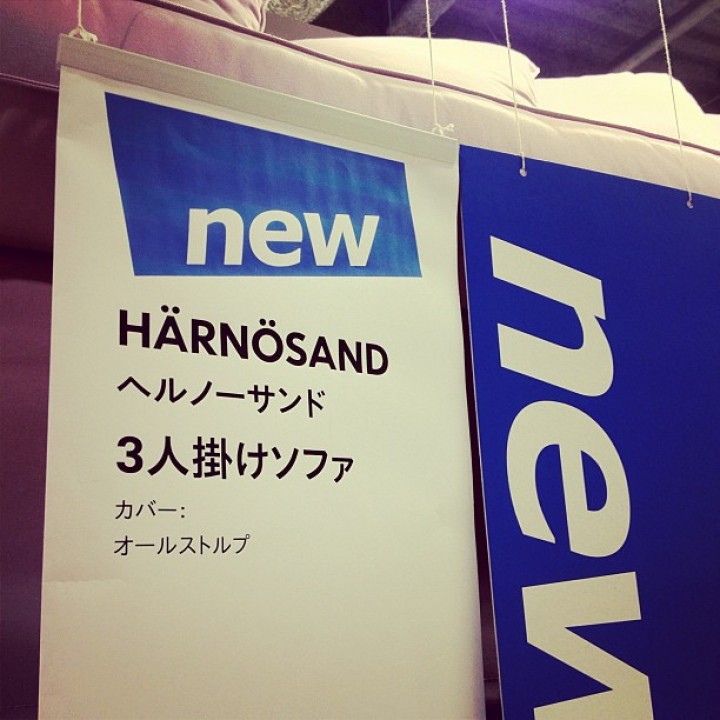 new
HÄRNÖSAND
ヘルノーサンド
3人掛けソファ
カバー:
オールストルプ
new